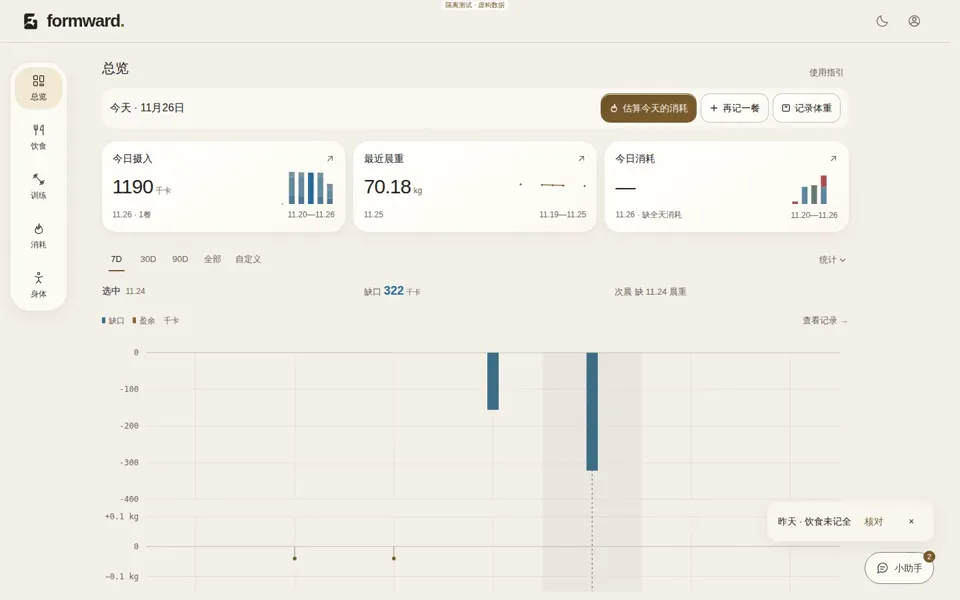 隔离测试 · 虚构数据
formward.
总览
使用指引
总览
饮食
训练
消耗
身体
今天 · 11月26日
估算今天的消耗
再记一餐
记录体重
今日摄入
1190 千卡
11.26 · 1餐
11.20—11.26
最近晨重
70.18 kg
11.25
11.19—11.25
今日消耗
—
11.26 · 缺全天消耗
11.20—11.26
7D 30D 90D 全部 自定义
统计
选中 11.24
缺口 322 千卡
次晨 缺 11.24 晨重
缺口 盈余 千卡
查看记录 →
0
-100
-200
-300
-400
+0.1 kg
0
−0.1 kg
昨天 · 饮食未记全 核对 ×
小助手
2